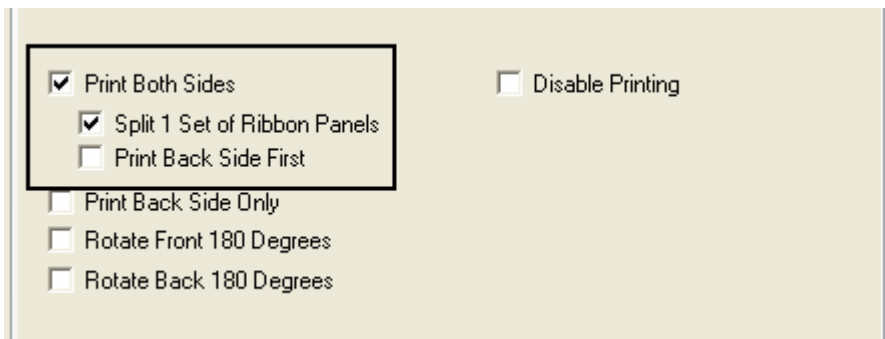 Print Both Sides
Disable Printing
Split 1 Set of Ribbon Panels
Print Back Side First
Print Back Side Only
Rotate Front 180 Degrees
Rotate Back 180 Degrees